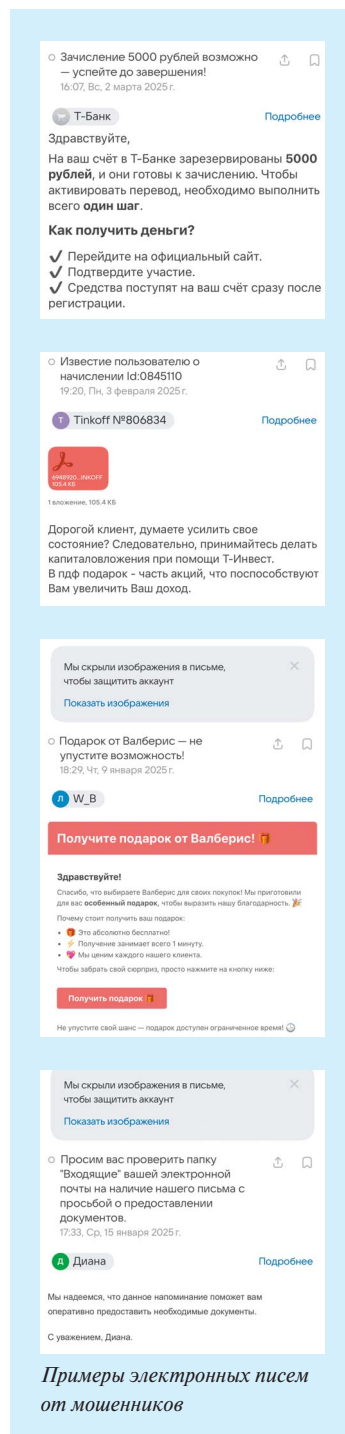 Зачисление 5000 рублей возможно
— успейте до завершения!
16:07, Вс, 2 марта 2025 г.
Т-Банк
Подробнее
Здравствуйте,
На ваш счёт в Т-Банке зарезервированы 5000
рублей, и они готовы к зачислению. Чтобы
активировать перевод, необходимо выполнить
всего один шаг.
Как получить деньги?
✔ Перейдите на официальный сайт.
✔ Подтвердите участие.
✔ Средства поступят на ваш счёт сразу после
регистрации.
Известие пользователю о
начислении Id:0845110
19:20, Пн, 3 февраля 2025 г.
Т
Tinkoff №806834
Подробнее
6948920...INKOFF
105.4 КБ
1 вложение, 105.4 КБ
Дорогой клиент, думаете усилить свое
состояние? Следовательно, принимайтесь делать
капиталовложения при помощи Т-Инвест.
В пдф подарок - часть акций, что поспособствуют
Вам увеличить Ваш доход.
Мы скрыли изображения в письме,
чтобы защитить аккаунт
Показать изображения
Подарок от Валберис — не
упустите возможность!
18:29, Чт, 9 января 2025 г.
Л
W_B
Подробнее
Получите подарок от Валберис! 🎁
Здравствуйте!
Спасибо, что выбираете Валберис для своих покупок! Мы приготовили
для вас особенный подарок, чтобы выразить нашу благодарность. 🎉
Почему стоит получить ваш подарок:
• 🎁 Это абсолютно бесплатно!
• ⚡ Получение занимает всего 1 минуту.
• 💖 Мы ценим каждого нашего клиента.
Чтобы забрать свой сюрприз, просто нажмите на кнопку ниже:
Получить подарок 🎁
Не упустите свой шанс — подарок доступен ограниченное время! 🕒
Мы скрыли изображения в письме,
чтобы защитить аккаунт
Показать изображения
Просим вас проверить папку
"Входящие" вашей электронной
почты на наличие нашего письма с
просьбой о предоставлении
документов.
17:33, Ср, 15 января 2025 г.
Д
Диана
Подробнее
Мы надеемся, что данное напоминание поможет вам
оперативно предоставить необходимые документы.
С уважением, Диана.
Примеры электронных писем
от мошенников